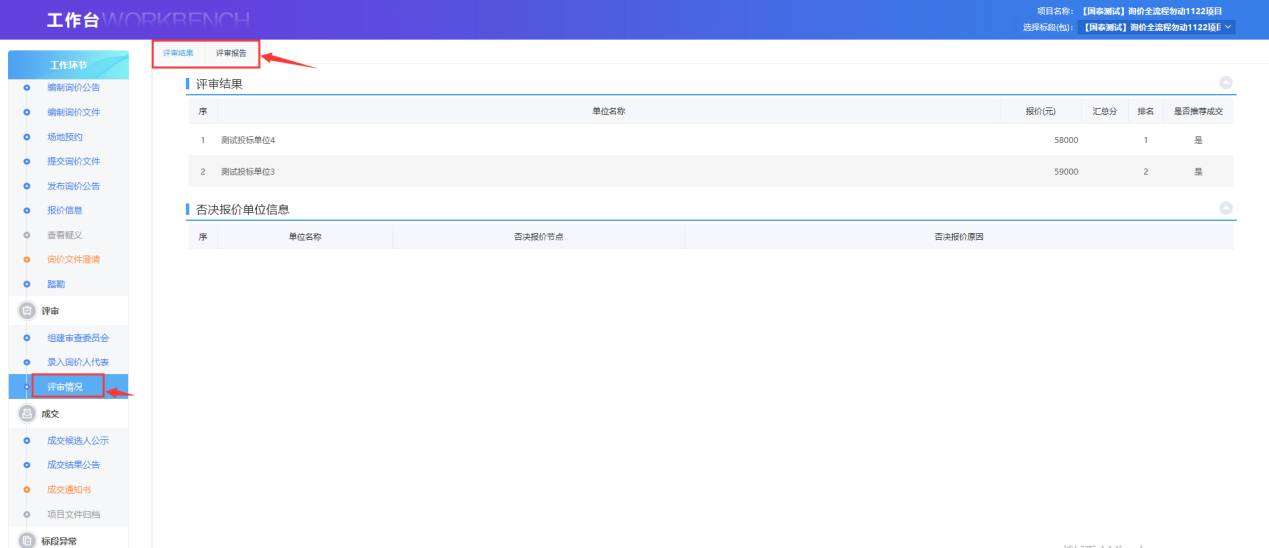 工作台WORKBENCH
项目名称: 【国泰测试】询价全流程勿动1122项目
选择标段(包): 【国泰测试】询价全流程勿动1122项目
工作环节
编制询价公告
编制询价文件
场地预约
提交询价文件
发布询价公告
报价信息
查看疑义
询价文件澄清
踏勘
评审
组建审查委员会
录入询价人代表
评审情况
成交
成交候选人公示
成交结果公告
成交通知书
项目文件归档
标段异常
评审结果 评审报告
评审结果
序 单位名称 报价(元) 汇总分 排名 是否推荐成交
1 测试投标单位4 58000 1 是
2 测试投标单位3 59000 2 是
否决报价单位信息
序 单位名称 否决报价节点 否决报价原因